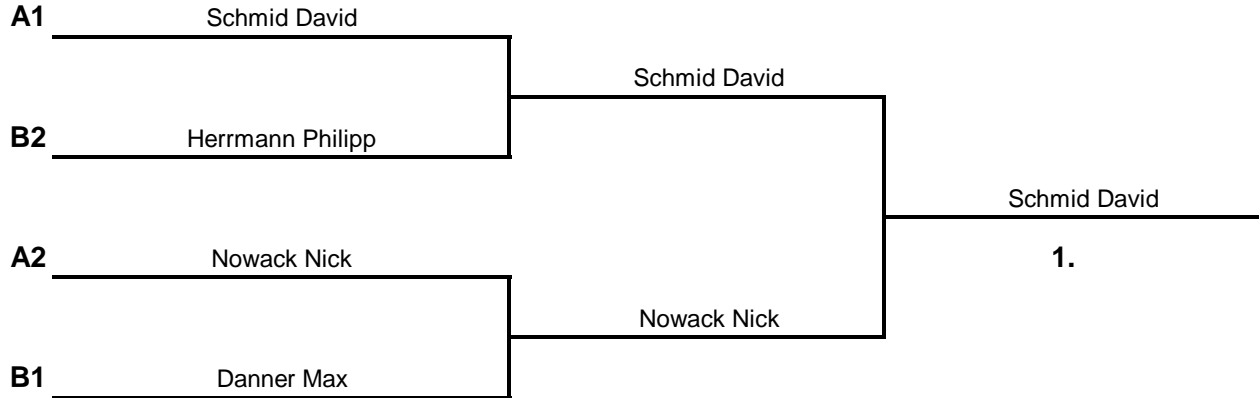 A1 Schmid David
Schmid David
B2 Herrmann Philipp
Schmid David
A2 Nowack Nick
1.
Nowack Nick
B1 Danner Max